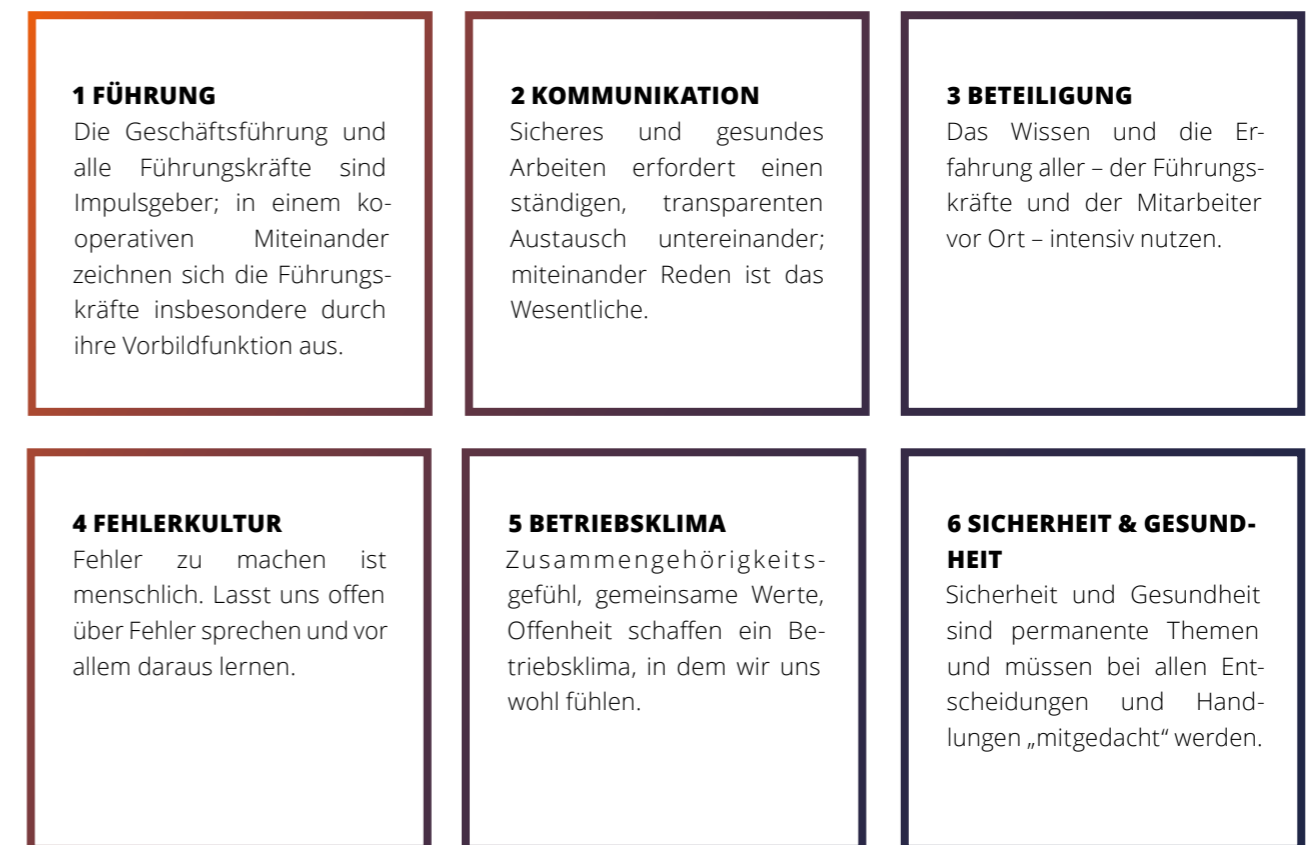 1 FÜHRUNG
Die Geschäftsführung und
alle Führungskräfte sind
Impulsgeber; in einem ko-
operativen Miteinander
zeichnen sich die Führungs-
kräfte insbesondere durch
ihre Vorbildfunktion aus.
2 KOMMUNIKATION
Sicheres und gesundes
Arbeiten erfordert einen
ständigen, transparenten
Austausch untereinander;
miteinander Reden ist das
Wesentliche.
3 BETEILIGUNG
Das Wissen und die Er-
fahrung aller – der Führungs-
kräfte und der Mitarbeiter
vor Ort – intensiv nutzen.
4 FEHLERKULTUR
Fehler zu machen ist
menschlich. Lasst uns offen
über Fehler sprechen und vor
allem daraus lernen.
5 BETRIEBSKLIMA
Zusammengehörigkeits-
gefühl, gemeinsame Werte,
Offenheit schaffen ein Be-
triebsklima, in dem wir uns
wohl fühlen.
6 SICHERHEIT & GESUND-
HEIT
Sicherheit und Gesundheit
sind permanente Themen
und müssen bei allen Ent-
scheidungen und Hand-
lungen „mitgedacht“ werden.